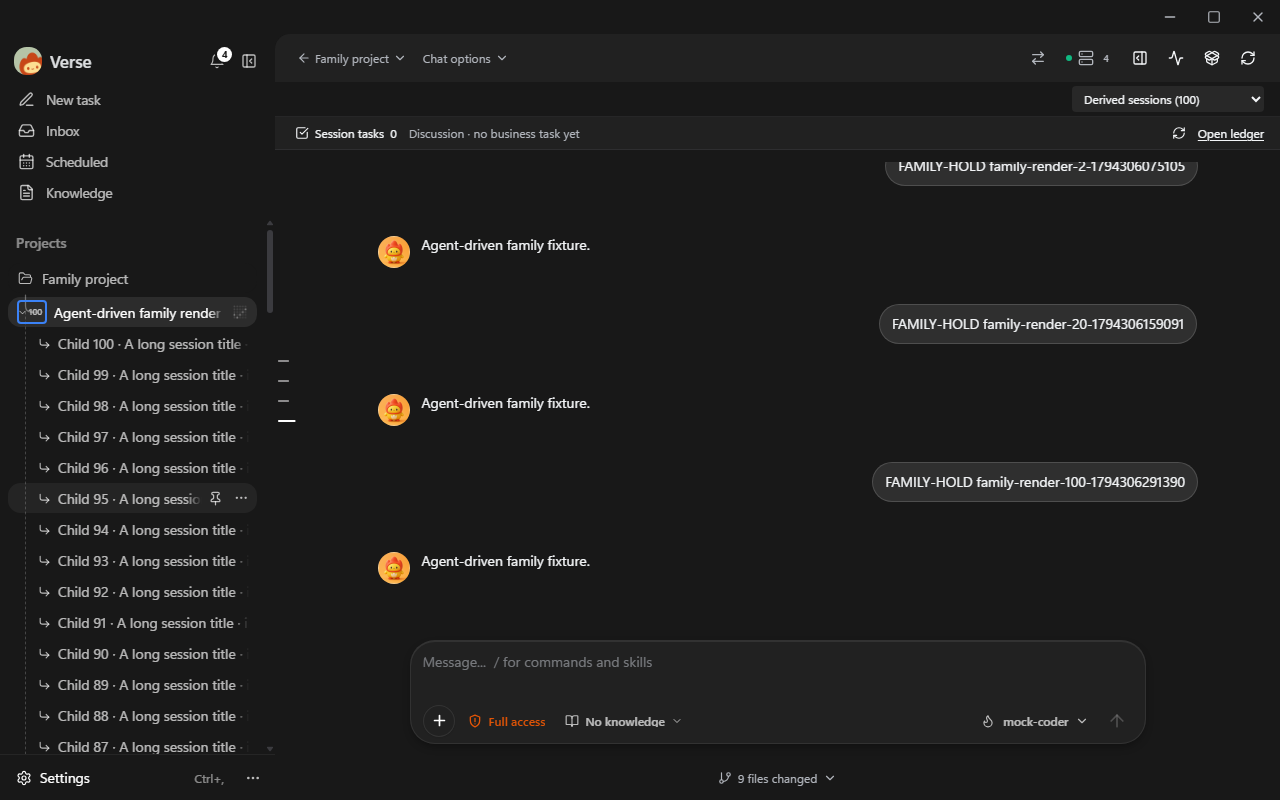 Verse
4
New task
Inbox
Scheduled
Knowledge
Projects
Family project
100 Agent-driven family render
Child 100 · A long session title
Child 99 · A long session title ·
Child 98 · A long session title ·
Child 97 · A long session title ·
Child 96 · A long session title ·
Child 95 · A long sessio
Child 94 · A long session title ·
Child 93 · A long session title ·
Child 92 · A long session title ·
Child 91 · A long session title ·
Child 90 · A long session title ·
Child 89 · A long session title ·
Child 88 · A long session title ·
Child 87 · A long session title ·
Settings Ctrl+,
Family project Chat options
4
Derived sessions (100)
Session tasks 0 Discussion · no business task yet
Open ledger
FAMILY-HOLD family-render-2-1794306075105
Agent-driven family fixture.
FAMILY-HOLD family-render-20-1794306159091
Agent-driven family fixture.
FAMILY-HOLD family-render-100-1794306291390
Agent-driven family fixture.
Message... / for commands and skills
Full access No knowledge mock-coder
9 files changed